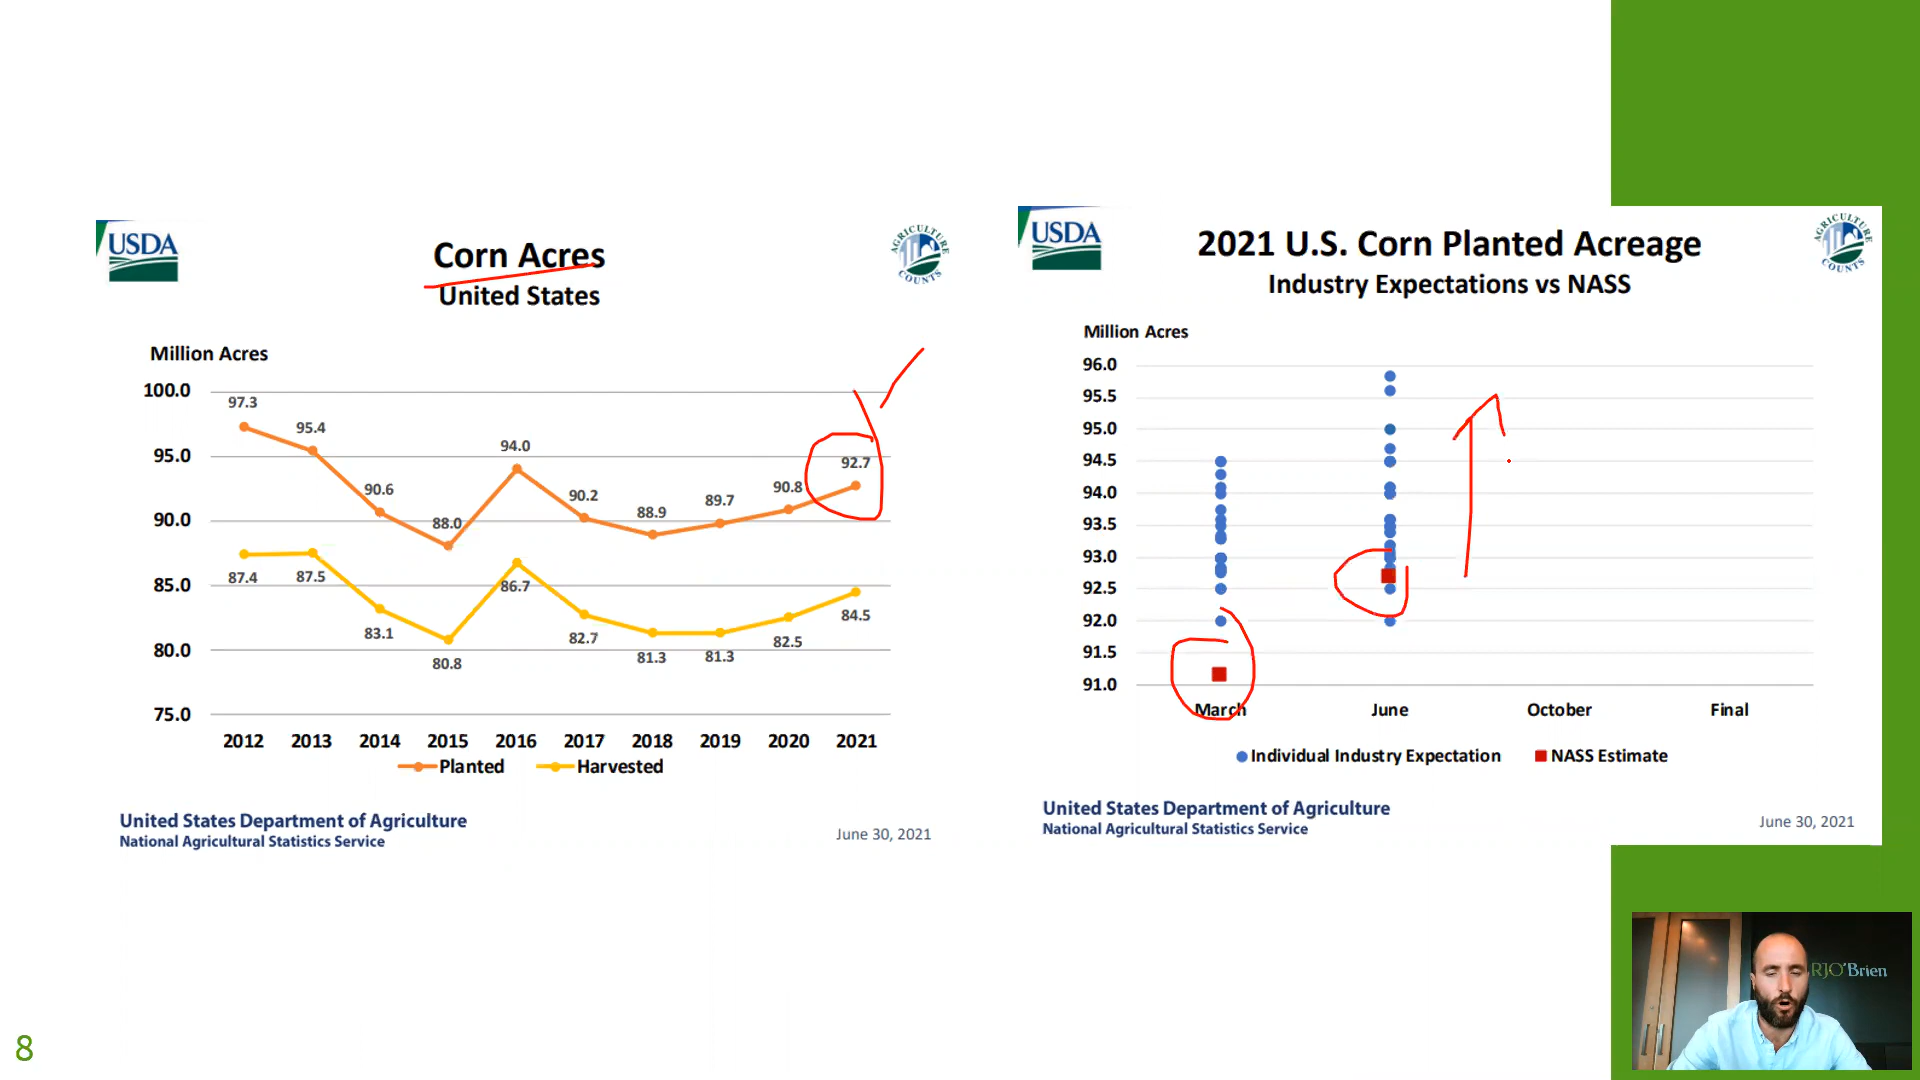 USDA
Corn Acres
United States
AGRICULTURE COUNTS
Million Acres
100.0
95.0
90.0
85.0
80.0
75.0
97.3
95.4
90.6
88.0
94.0
90.2
88.9
89.7
90.8
92.7
87.4
87.5
83.1
80.8
86.7
82.7
81.3
81.3
82.5
84.5
2012 2013 2014 2015 2016 2017 2018 2019 2020 2021
Planted Harvested
United States Department of Agriculture
National Agricultural Statistics Service
June 30, 2021
USDA
2021 U.S. Corn Planted Acreage
Industry Expectations vs NASS
AGRICULTURE COUNTS
Million Acres
96.0
95.5
95.0
94.5
94.0
93.5
93.0
92.5
92.0
91.5
91.0
March June October Final
Individual Industry Expectation NASS Estimate
United States Department of Agriculture
National Agricultural Statistics Service
June 30, 2021
RJO'Brien
8